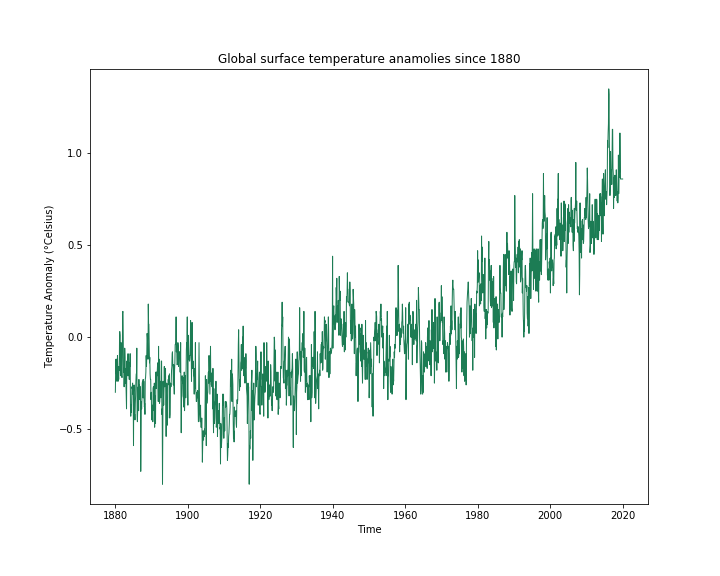 Global surface temperature anamolies since 1880
Temperature Anomaly (°Celsius)
1.0
0.5
0.0
−0.5
1880 1900 1920 1940 1960 1980 2000 2020
Time